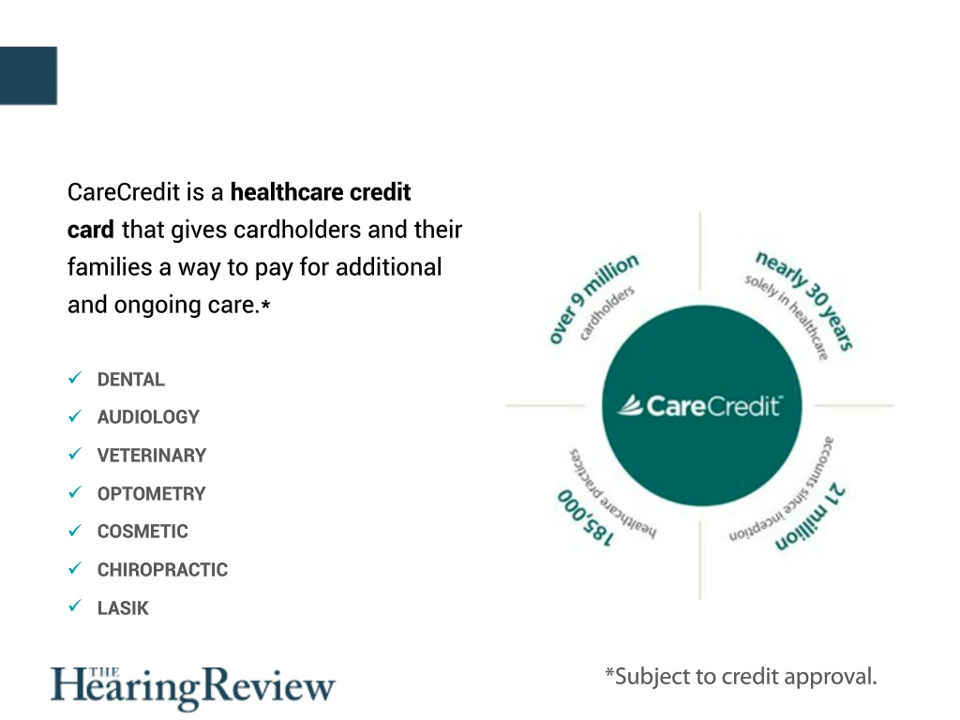 CareCredit is a healthcare credit
card that gives cardholders and their
families a way to pay for additional
and ongoing care.*
✓ DENTAL
✓ AUDIOLOGY
✓ VETERINARY
✓ OPTOMETRY
✓ COSMETIC
✓ CHIROPRACTIC
✓ LASIK
over 9 million
cardholders
nearly 30 years
solely in healthcare
CareCredit™
185,000
healthcare practices
21 million
accounts since inception
THE
HearingReview
*Subject to credit approval.